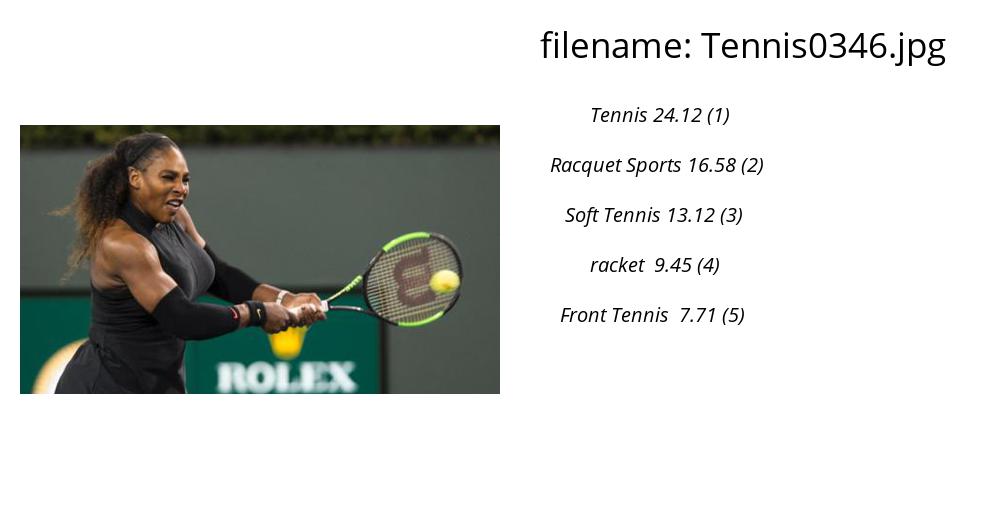 filename: Tennis0346.jpg
Tennis 24.12 (1)
Racquet Sports 16.58 (2)
Soft Tennis 13.12 (3)
racket 9.45 (4)
Front Tennis 7.71 (5)
W
ROLEX